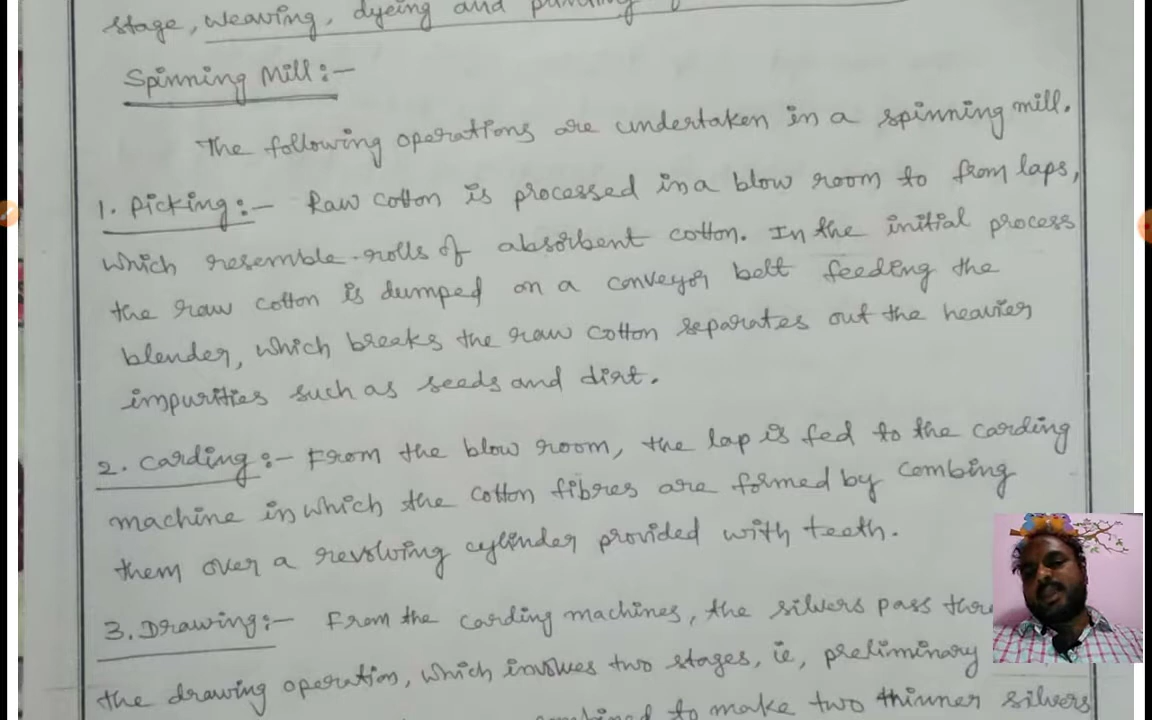 stage, weaving, dyeing and
Spinning Mill:-
The following operations are undertaken in a spinning mill.
1. Picking:- Raw cotton is processed in a blow room to from laps,
which resemble rolls of absorbent cotton. In the initial process
the raw cotton is dumped on a conveyor belt feeding the
blender, which breaks the raw cotton separates out the heavier
impurities such as seeds and dirt.
2. Carding:- From the blow room, the lap is fed to the carding
machine in which the cotton fibres are formed by combing
them over a revolving cylinder provided with teeth.
3. Drawing:- From the carding machines, the silvers pass
the drawing operation, which involves two stages, ie, preliminary
to make two thinner silvers